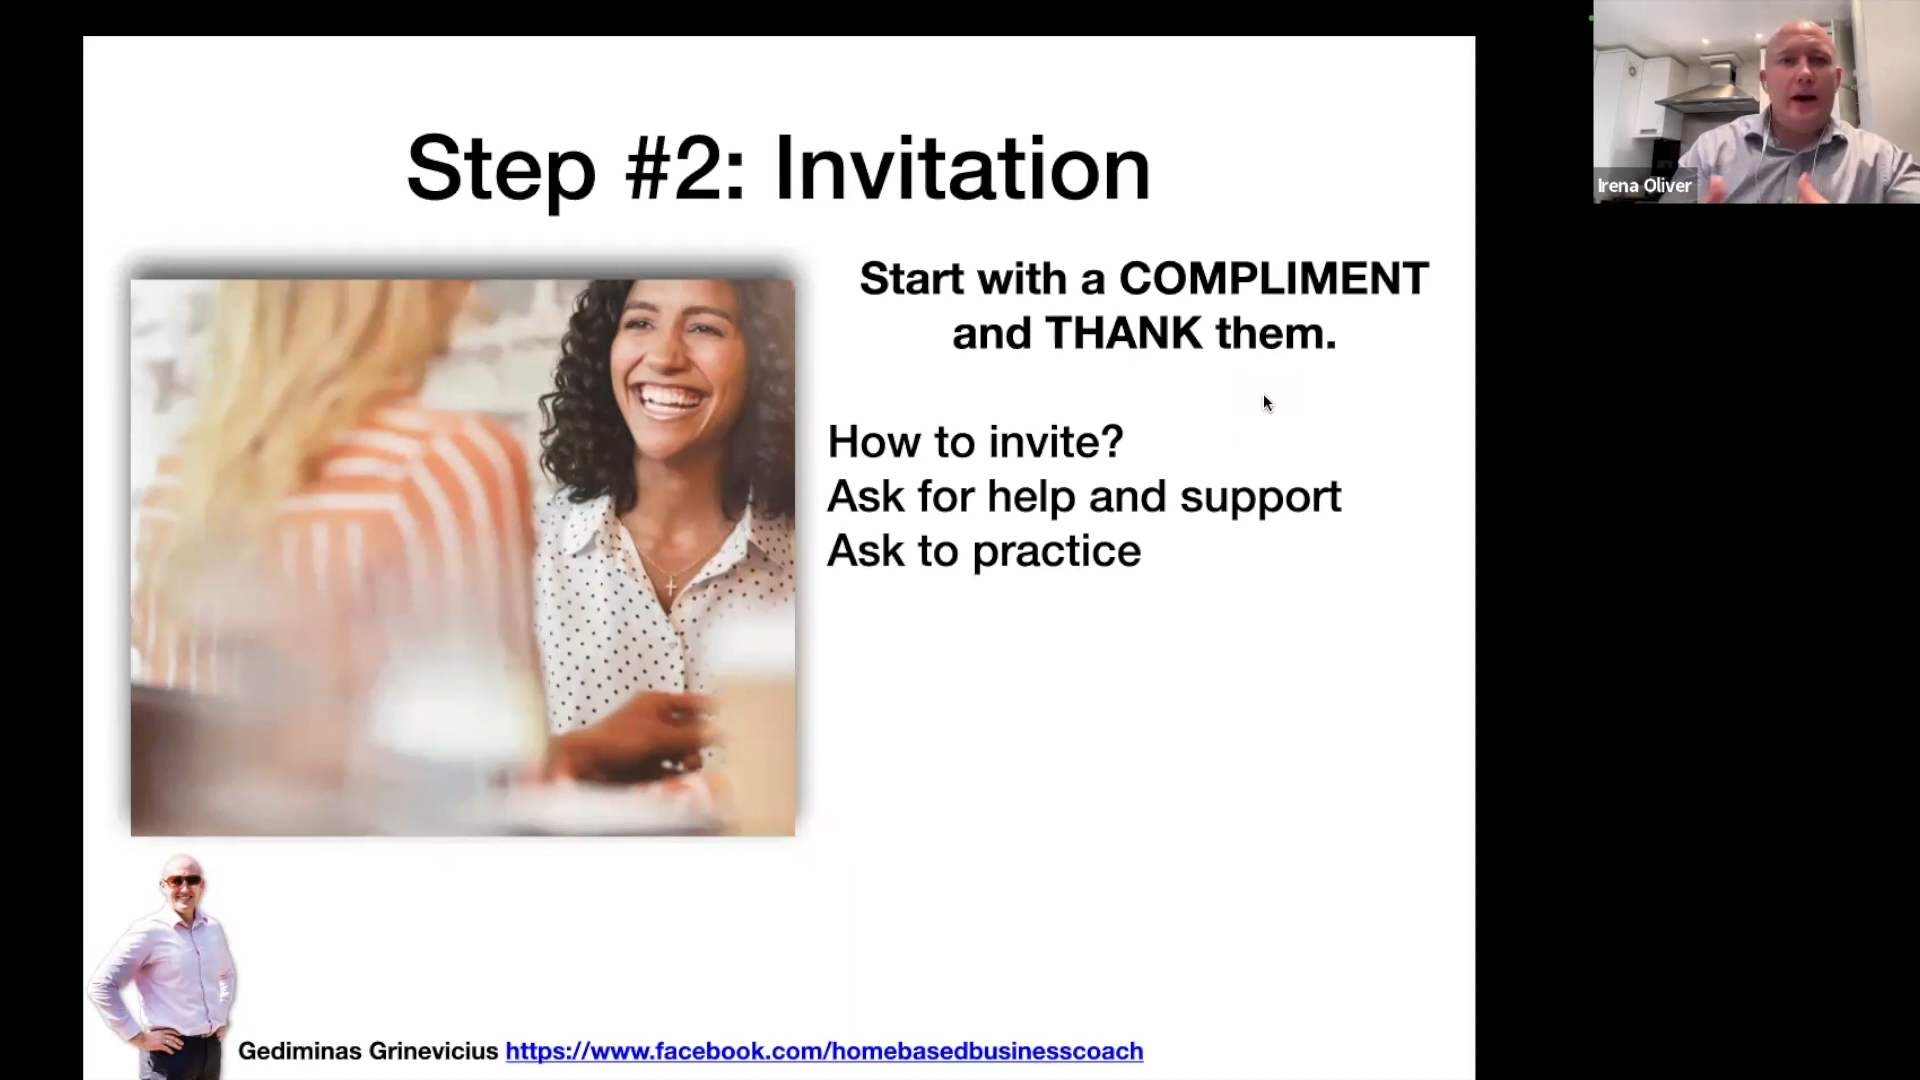 Step #2: Invitation
Start with a COMPLIMENT
and THANK them.
How to invite?
Ask for help and support
Ask to practice
Gediminas Grinevicius https://www.facebook.com/homebasedbusinesscoach
Irena Oliver